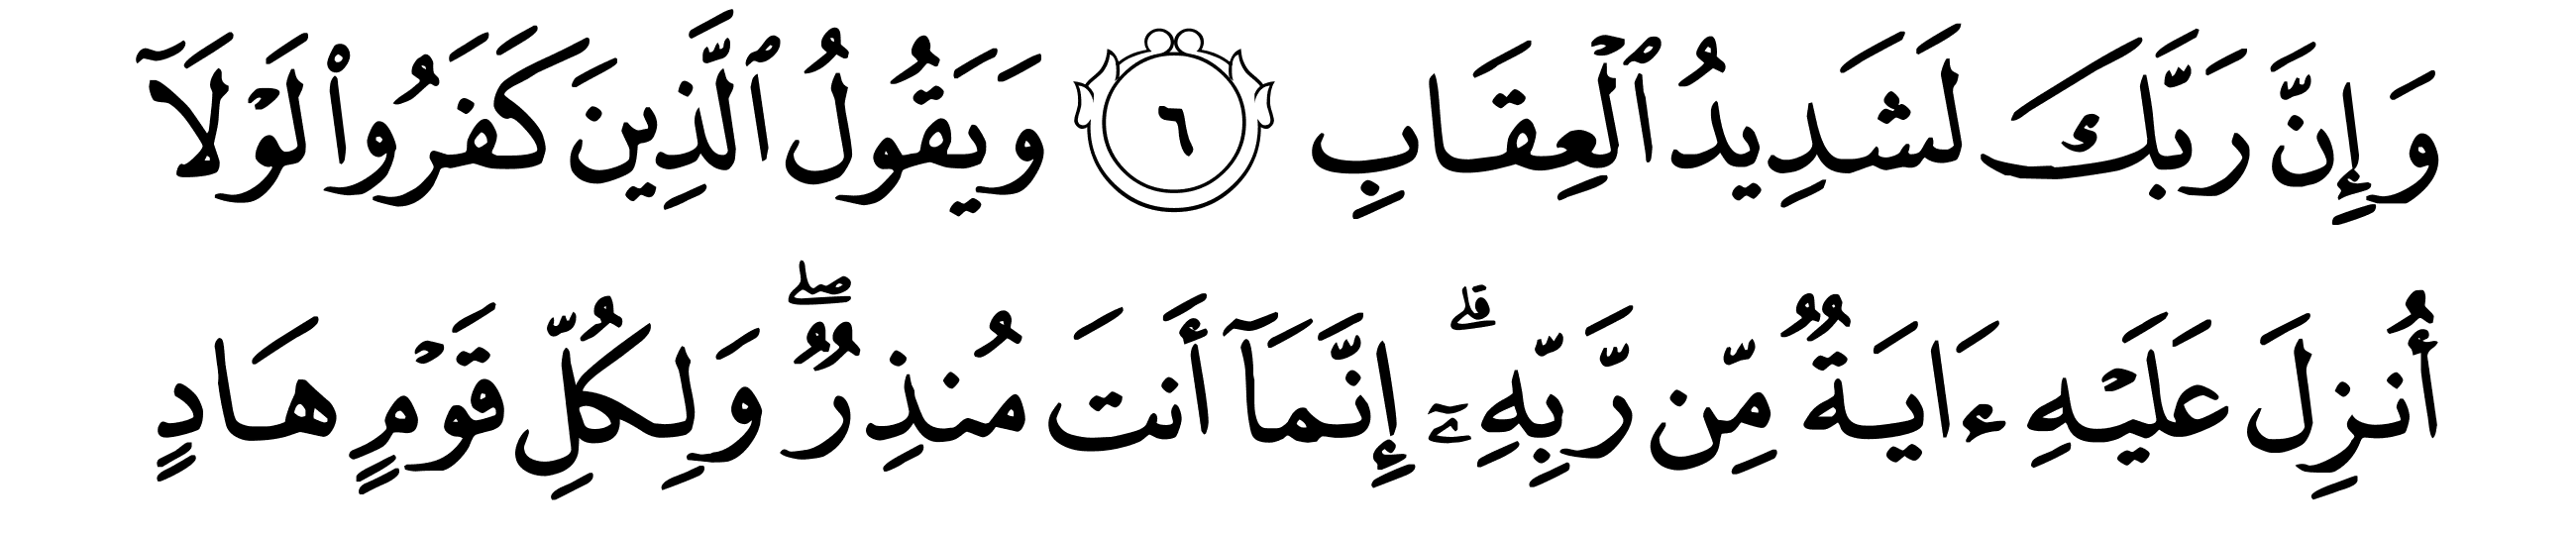 وَإِنَّ رَبَّكَ لَشَدِيدُ ٱلْعِقَابِ ٦ وَيَقُولُ ٱلَّذِينَ كَفَرُوا۟ لَوْلَآ
أُنزِلَ عَلَيْهِ ءَايَةٌ مِّن رَّبِّهِۦٓ ۗ إِنَّمَآ أَنتَ مُنذِرٌ ۖ وَلِكُلِّ قَوْمٍ هَادٍ